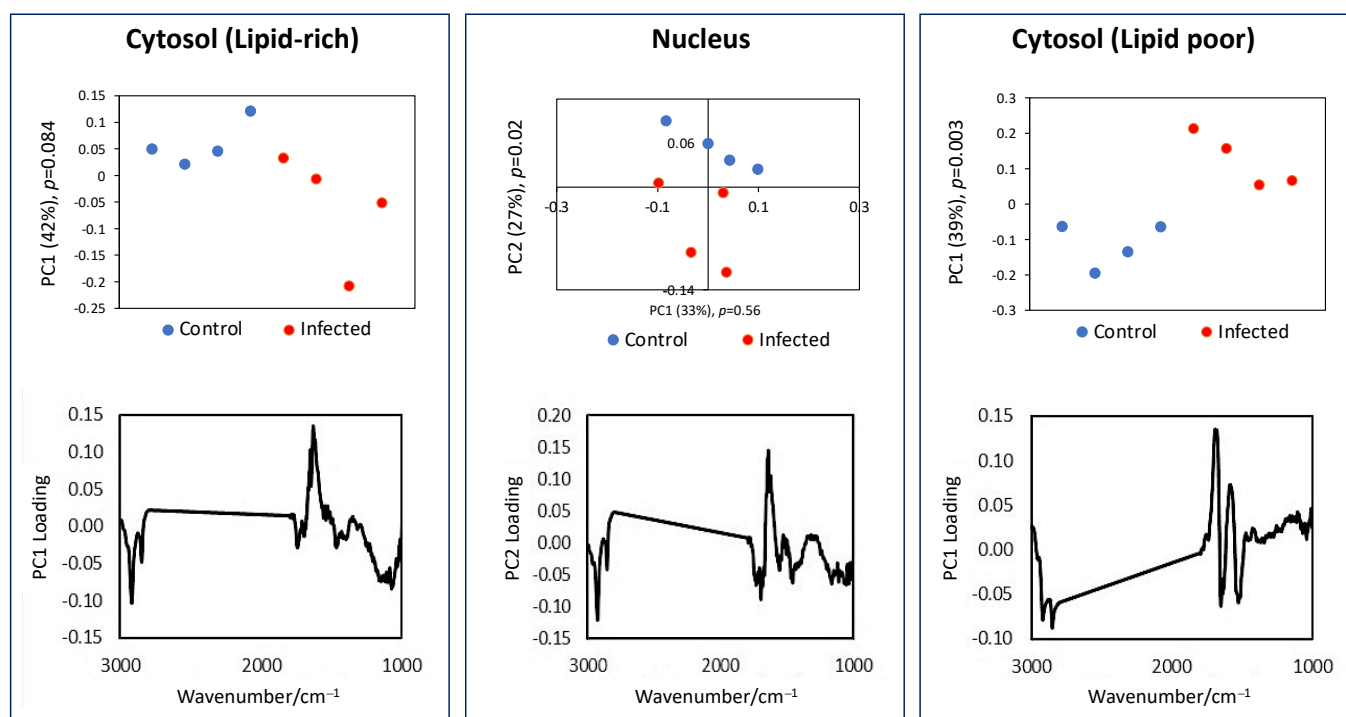 Cytosol (Lipid-rich)
PC1 (42%), p=0.084
0.15
0.1
0.05
0
-0.05
-0.1
-0.15
-0.2
-0.25
Control
Infected
PC1 Loading
0.15
0.10
0.05
0.00
-0.05
-0.10
0.15
3000
2000
1000
Wavenumber/cm⁻¹
Nucleus
PC2 (27%), p=0.02
0.06
-0.3
-0.1
0.1
0.3
-0.14
PC1 (33%), p=0.56
Control
Infected
PC2 Loading
0.20
0.15
0.10
0.05
0.00
-0.05
-0.10
-0.15
3000
2000
1000
Wavenumber/cm⁻¹
Cytosol (Lipid poor)
PC1 (39%), p=0.003
0.3
0.2
0.1
0
-0.1
-0.2
-0.3
Control
Infected
PC1 Loading
0.15
0.10
0.05
0.00
-0.05
-0.10
3000
2000
1000
Wavenumber/cm⁻¹